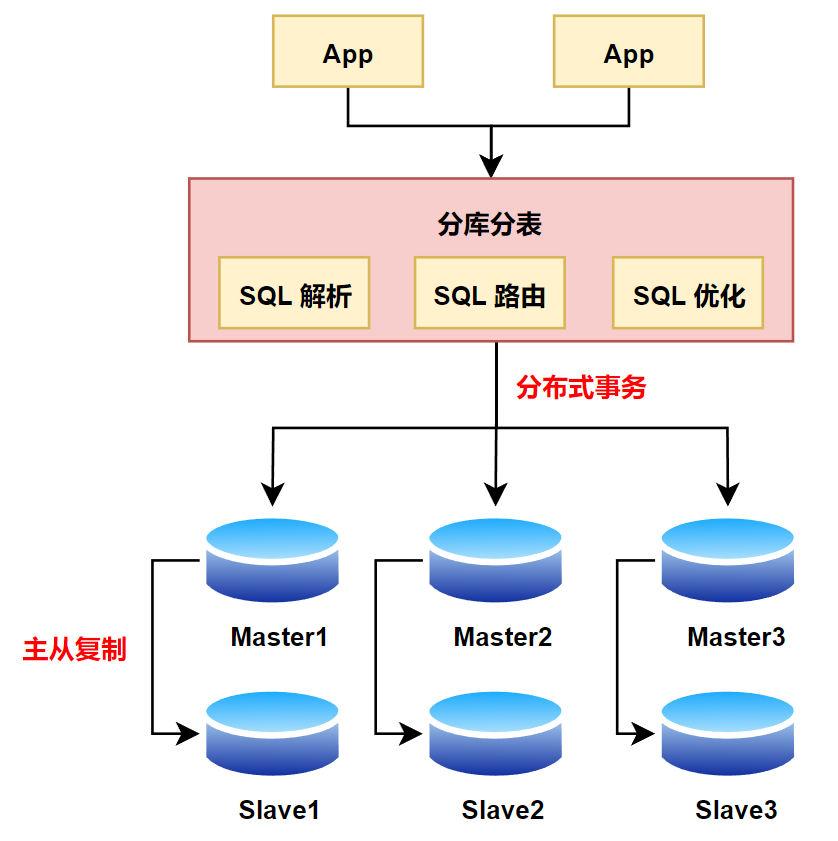 App
App
分库分表
SQL 解析
SQL 路由
SQL 优化
分布式事务
Master1
Master2
Master3
主从复制
Slave1
Slave2
Slave3